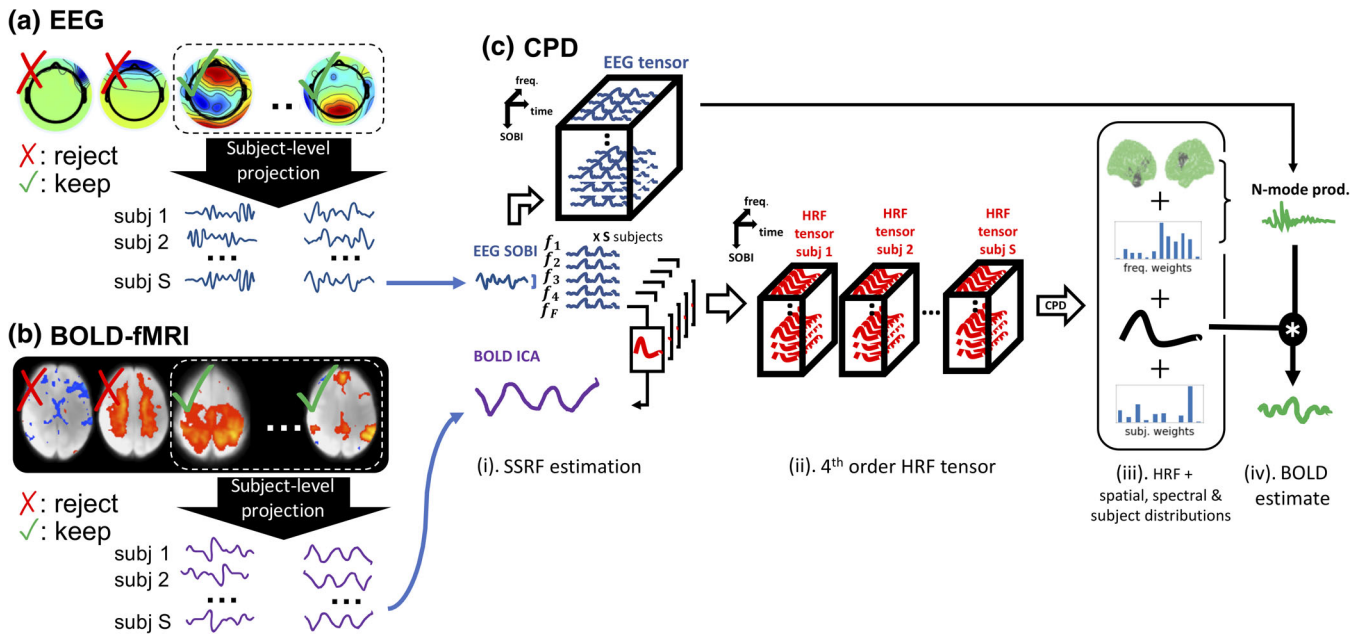 (a) EEG
X: reject
✓: keep
Subject-level
projection
subj 1
subj 2
...
subj S
(b) BOLD-fMRI
...
X: reject
✓: keep
Subject-level
projection
subj 1
subj 2
...
subj S
(c) CPD
EEG tensor
freq.
time
SOBI
EEG SOBI
x S subjects
f1
f2
f3
f4
fF
BOLD ICA
(i). SSRF estimation
freq.
time
SOBI
HRF
tensor
subj 1
HRF
tensor
subj 2
...
HRF
tensor
subj S
(ii). 4th order HRF tensor
CPD
+
freq. weights
+
+
subj. weights
(iii). HRF +
spatial, spectral &
subject distributions
N-mode prod.
*
(iv). BOLD
estimate